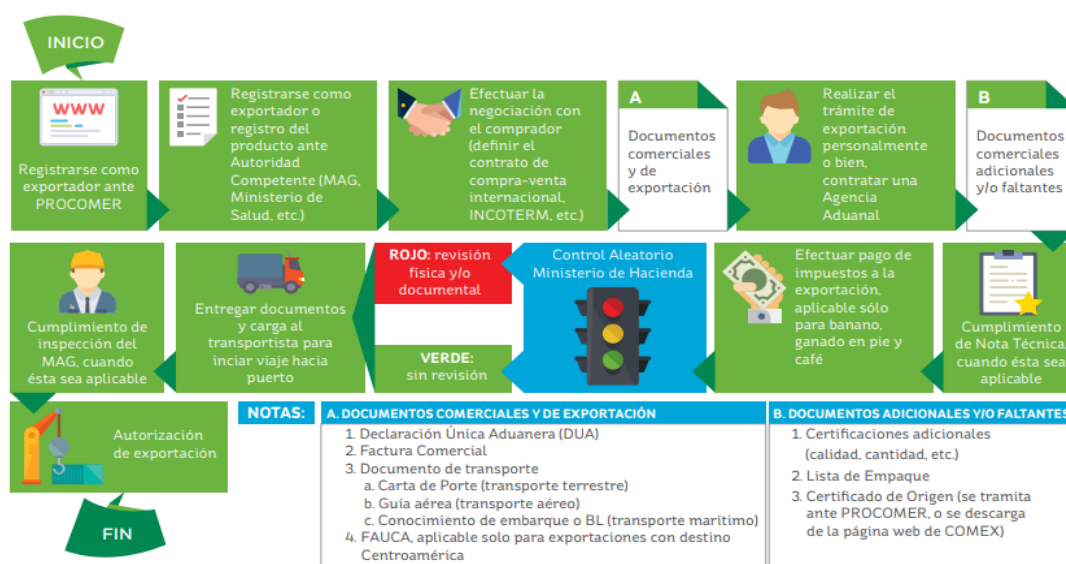 INICIO
WWW
Registrarse como
exportador ante
PROCOMER
Registrarse como
exportador o
registro del
producto ante
Autoridad
Competente (MAG,
Ministerio de
Salud, etc.)
Efectuar la
negociación con
el comprador
(definir el
contrato de
compra-venta
internacional,
INCOTERM, etc.)
A
Documentos
comerciales
y de
exportación
Realizar el
trámite de
exportación
personalmente
o bien,
contratar una
Agencia
Aduanal
B
Documentos
comerciales
adicionales
y/o faltantes
Cumplimiento
de Nota Técnica,
cuando ésta sea
aplicable
Efectuar pago de
impuestos a la
exportación,
aplicable sólo
para banano,
ganado en pie y
café
Control Aleatorio
Ministerio de Hacienda
ROJO: revisión
física y/o
documental
VERDE:
sin revisión
Entregar documentos
y carga al
transportista para
inciar viaje hacia
puerto
Cumplimiento de
inspección del
MAG, cuando
ésta sea aplicable
Autorización
de exportación
FIN
NOTAS:
A. DOCUMENTOS COMERCIALES Y DE EXPORTACIÓN
1. Declaración Única Aduanera (DUA)
2. Factura Comercial
3. Documento de transporte
a. Carta de Porte (transporte terrestre)
b. Guía aérea (transporte aéreo)
c. Conocimiento de embarque o BL (transporte marítimo)
4. FAUCA, aplicable solo para exportaciones con destino
Centroamérica
B. DOCUMENTOS ADICIONALES Y/O FALTANTES
1. Certificaciones adicionales
(calidad, cantidad, etc.)
2. Lista de Empaque
3. Certificado de Origen (se tramita
ante PROCOMER, o se descarga
de la página web de COMEX)